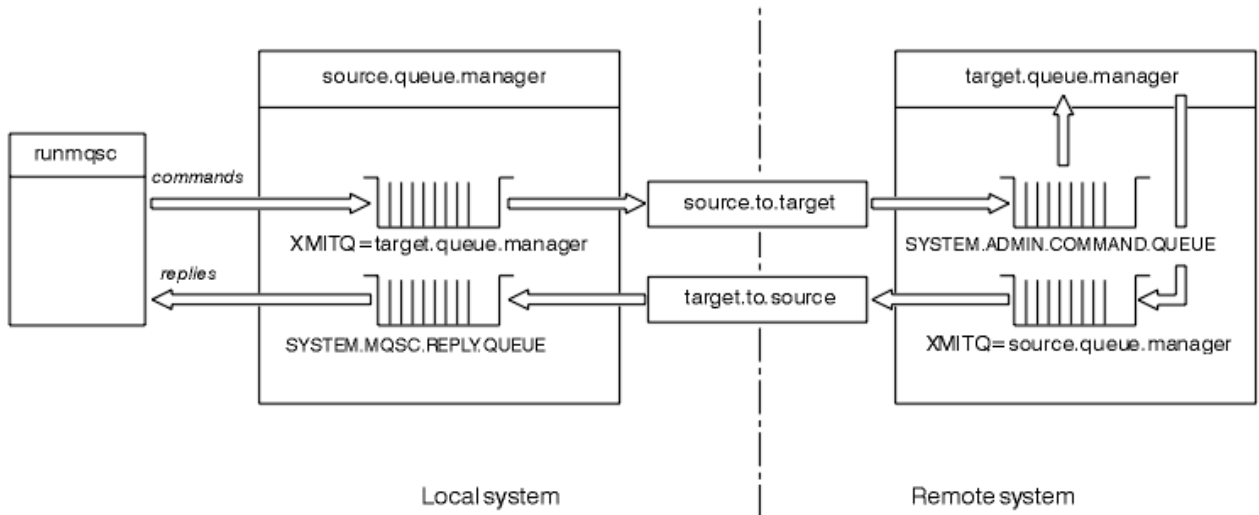 source.queue.manager
target.queue.manager
runmqsc
commands
source.to.target
XMITQ=target.queue.manager
SYSTEM.ADMIN.COMMAND.QUEUE
replies
target.to.source
SYSTEM.MQSC.REPLY.QUEUE
XMITQ=source.queue.manager
Local system
Remote system